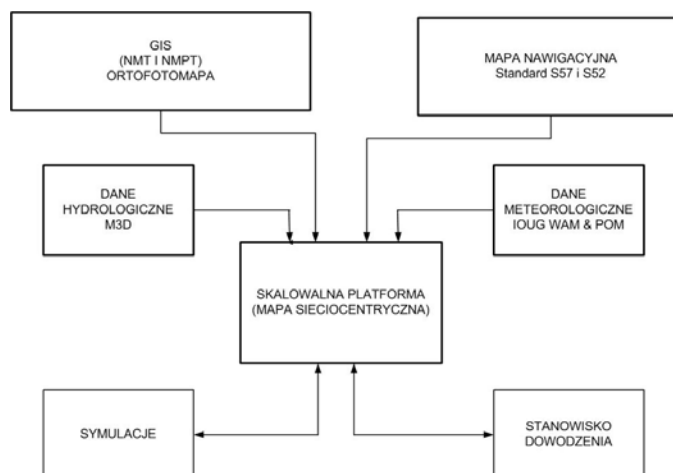 GIS
(NMT I NMPT)
ORTOFOTOMAPA
MAPA NAWIGACYJNA
Standard S57 i S52
DANE
HYDROLOGICZNE
M3D
DANE
METEOROLOGICZNE
IOUG WAM & POM
SKALOWALNA PLATFORMA
(MAPA SIECIOCENTRYCZNA)
SYMULACJE
STANOWISKO
DOWODZENIA